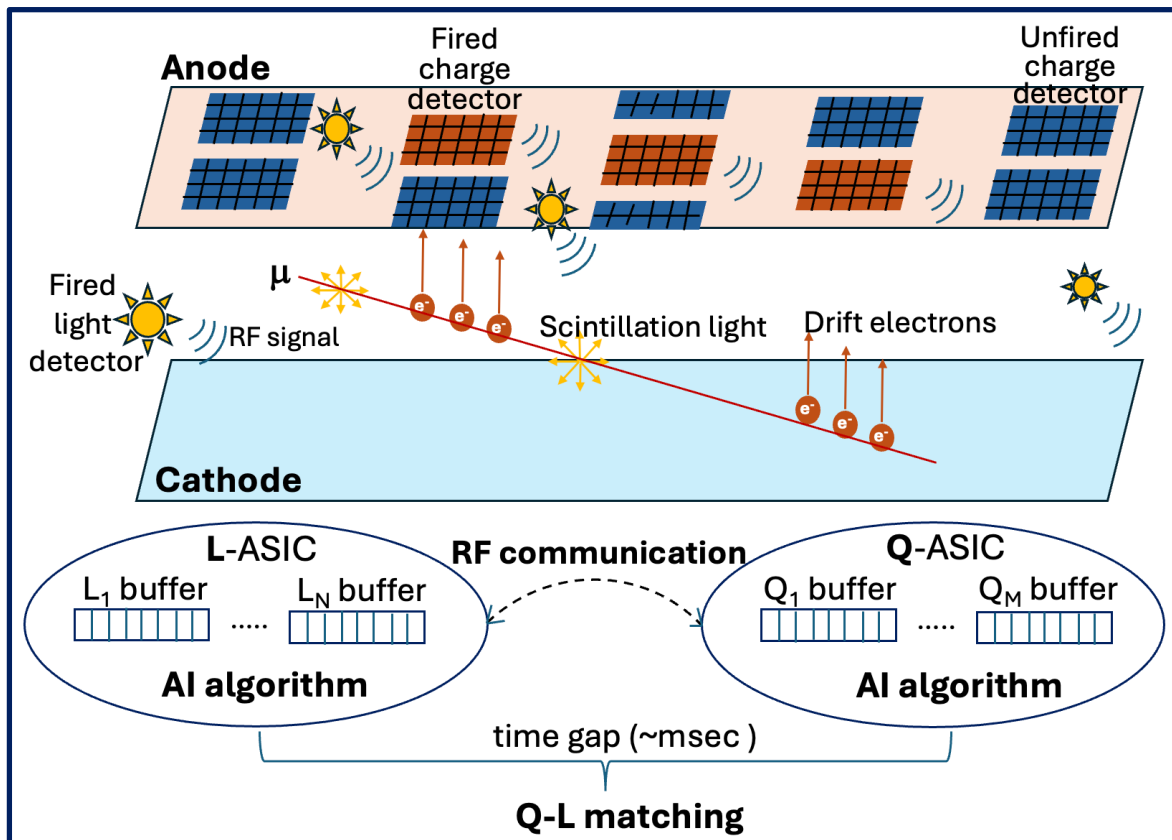 Anode
Fired
charge
detector
Unfired
charge
detector
μ
Fired
light
detector
RF signal
e-
e-
e-
Scintillation light
Drift electrons
e-
e-
e-
Cathode
L-ASIC
L1 buffer
.....
LN buffer
AI algorithm
RF communication
Q-ASIC
Q1 buffer
.....
QM buffer
AI algorithm
time gap (~msec )
Q-L matching